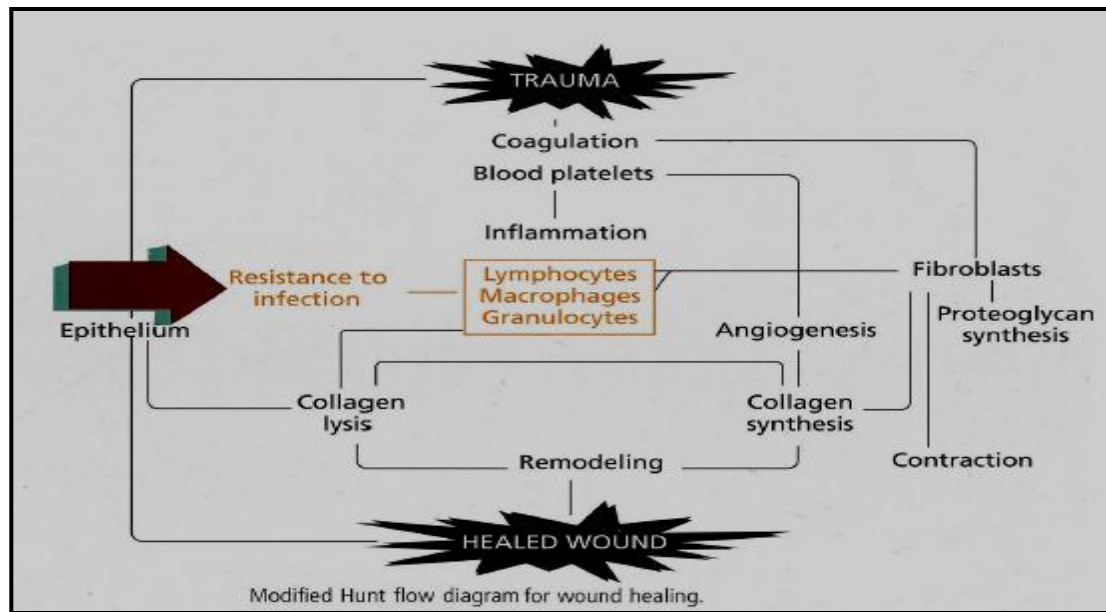 TRAUMA
Coagulation
Blood platelets
Inflammation
Lymphocytes
Macrophages
Granulocytes
Resistance to
infection
Epithelium
Fibroblasts
Proteoglycan
synthesis
Angiogenesis
Collagen
lysis
Collagen
synthesis
Remodeling
Contraction
HEALED WOUND
Modified Hunt flow diagram for wound healing.